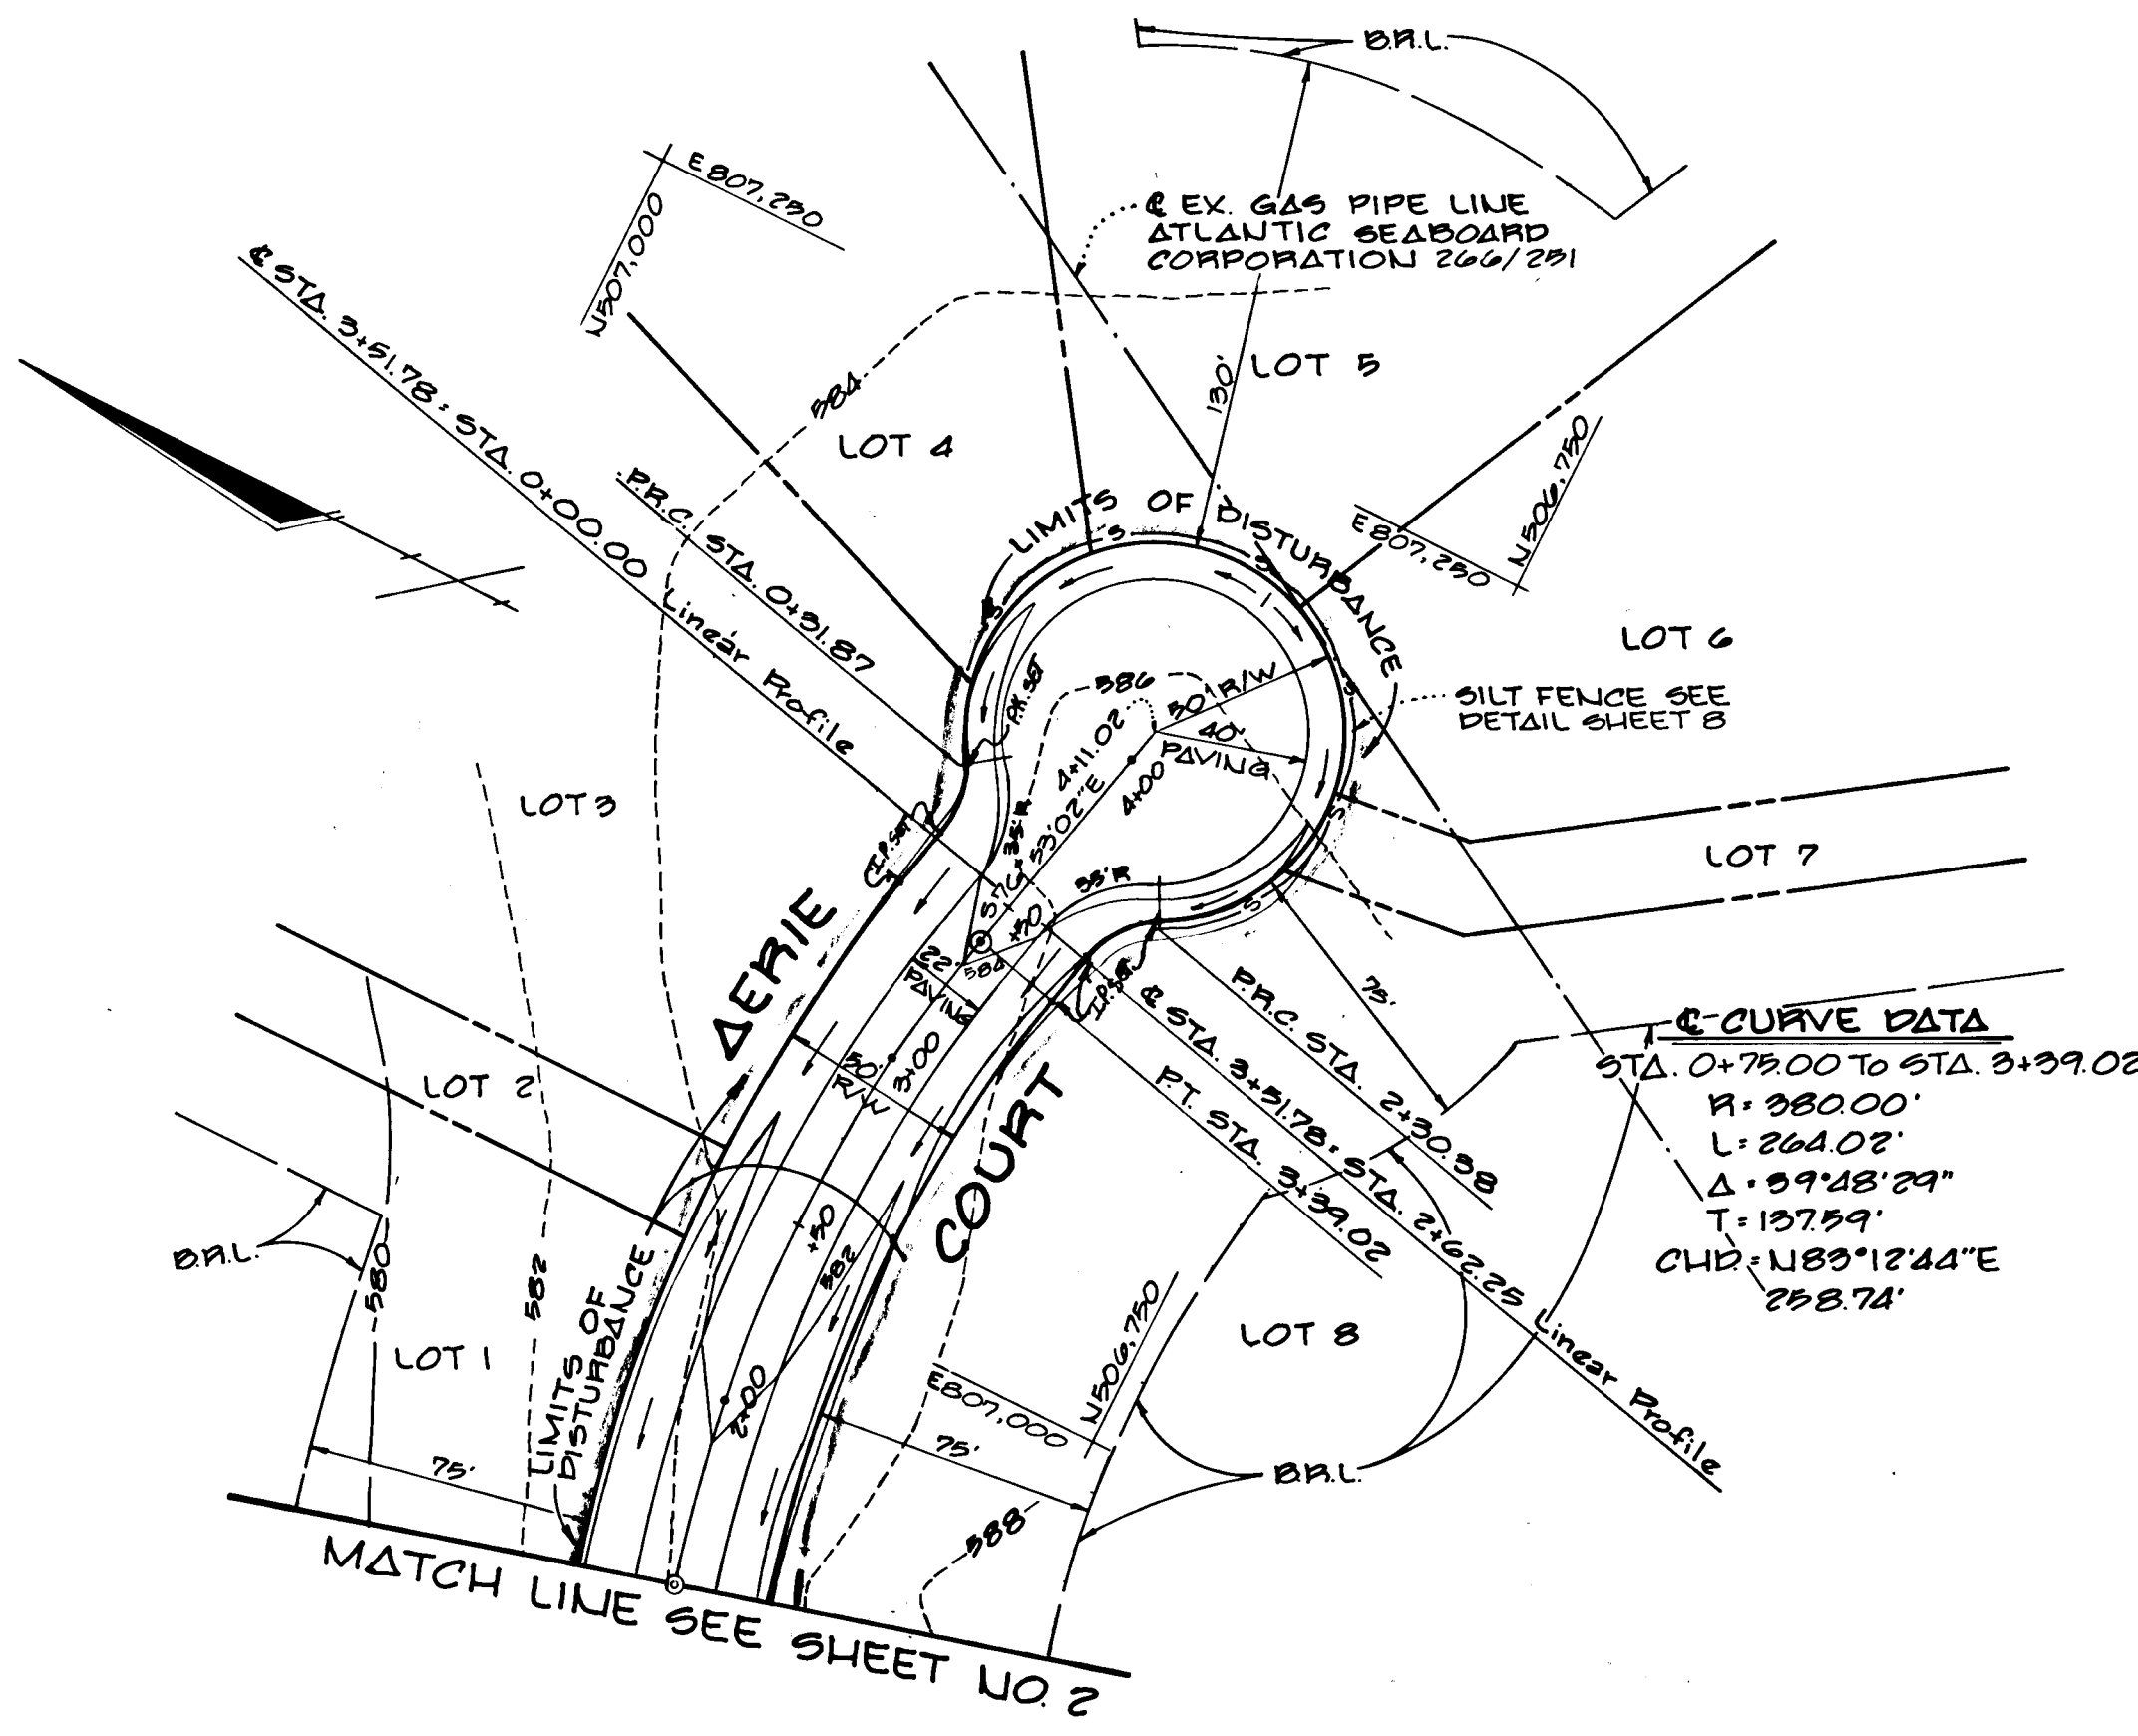 B.R.L.
E 807,250
N 507,000
℄ EX. GAS PIPE LINE
ATLANTIC SEABOARD
CORPORATION 266/251
℄ STA. 3+51.78 = STA. 0+00.00 Linear Profile
584
130'
LOT 5
LOT 4
P.R.C. STA. 0+31.87
LIMITS OF DISTURBANCE
E 807,250
N 506,750
LOT 6
S
S
S
S
S
S
P.K. SET
586
50' R/W
40'
PAVING
SILT FENCE SEE
DETAIL SHEET 8
4+11.02
4+00
LOT 3
I.P. SET
35' R
35' R
LOT 7
+50
584
22'
PAVING
I.P. SET
AERIE
COURT
50'
R/W
3+00
75'
P.R.C. STA. 2+30.38
℄ STA. 3+51.78 = STA. 2+62.25 Linear Profile
P.T. STA. 3+39.02
℄ CURVE DATA
STA. 0+75.00 To STA. 3+39.02
R = 380.00'
L = 264.02'
Δ = 39°48'29"
T = 137.59'
CHD. = N83°12'44"E
258.74'
LOT 2
+50
582
B.R.L.
580
582
LIMITS OF
DISTURBANCE
LOT 1
2+00
E 807,000
N 506,750
LOT 8
75'
75'
B.R.L.
588
MATCH LINE SEE SHEET NO. 2